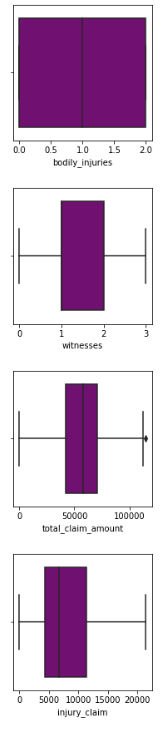 0.0 0.5 1.0 1.5 2.0
bodily_injuries
0 1 2 3
witnesses
0 50000 100000
total_claim_amount
0 5000 10000 15000 20000
injury_claim